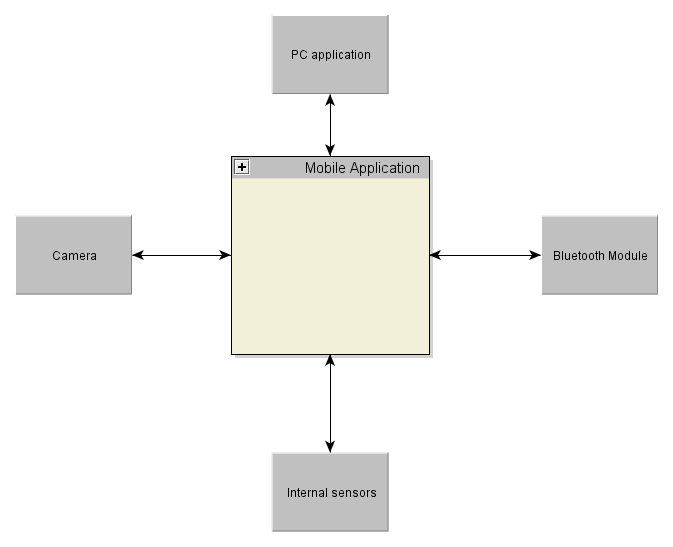 PC application
Mobile Application
Camera
Bluetooth Module
Internal sensors